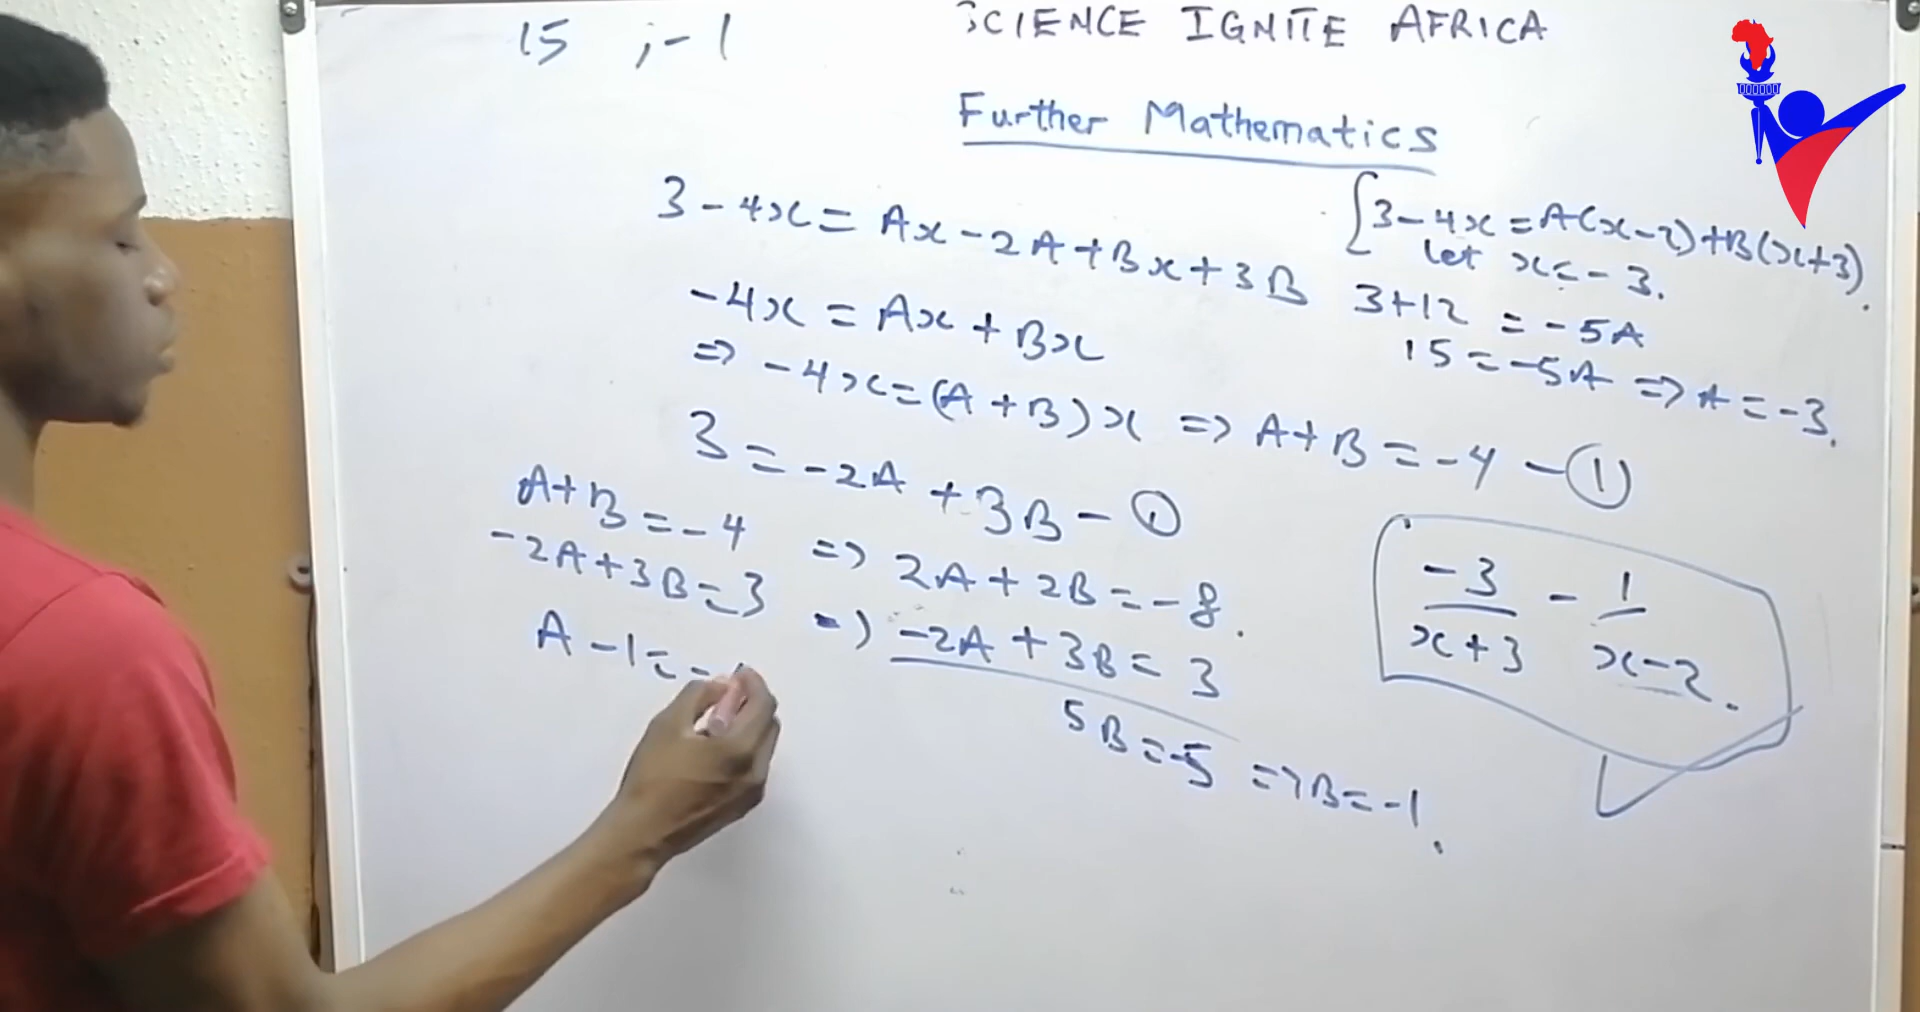 15 ; -1
SCIENCE IGNITE AFRICA
Further Mathematics
3 - 4x = Ax - 2A + Bx + 3B
-4x = Ax + Bx
=> -4x = (A + B)x => A + B = -4 - ①
3 = -2A + 3B - ①
A + B = -4 => 2A + 2B = -8.
-2A + 3B = 3 => -2A + 3B = 3
A - 1 = -
5B = -5 => B = -1.
3 - 4x = A(x - 2) + B(x + 3).
let x = -3.
3 + 12 = -5A
15 = -5A => A = -3.
-3/x+3 - 1/x-2.